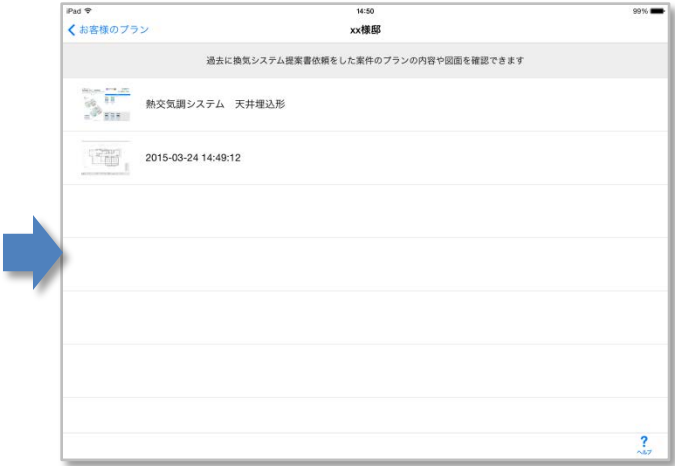 iPad 14:50 99%
お客様のプラン xx様邸
過去に換気システム提案書依頼をした案件のプランの内容や図面を確認できます
熱交気調システム　天井埋込形
2015-03-24 14:49:12
?
ヘルプ